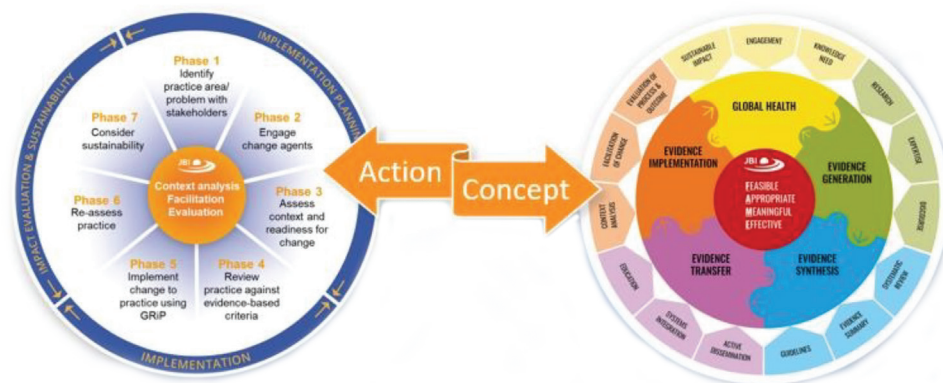 IMPLEMENTATION PLANNING
IMPLEMENTATION
IMPACT EVALUATION & SUSTAINABILITY
Phase 1
Identify
practice area/
problem with
stakeholders
Phase 2
Engage
change agents
Phase 3
Assess
context and
readiness for
change
Phase 4
Review
practice against
evidence-based
criteria
Phase 5
Implement
change to
practice using
GRiP
Phase 6
Re-assess
practice
Phase 7
Consider
sustainability
JBI
Context analysis
Facilitation
Evaluation
Action
Concept
ENGAGEMENT
KNOWLEDGE
NEED
RESEARCH
EXPERTISE
DISCOURSE
SYSTEMATIC
REVIEW
EVIDENCE
SUMMARY
GUIDELINES
ACTIVE
DISSEMINATION
SYSTEMS
INTEGRATION
EDUCATION
CONTEXT
ANALYSIS
FACILITATION
OF CHANGE
EVALUATION OF
PROCESS &
OUTCOME
SUSTAINABLE
IMPACT
GLOBAL HEALTH
EVIDENCE
GENERATION
EVIDENCE
SYNTHESIS
EVIDENCE
TRANSFER
EVIDENCE
IMPLEMENTATION
JBI
FEASIBLE
APPROPRIATE
MEANINGFUL
EFFECTIVE